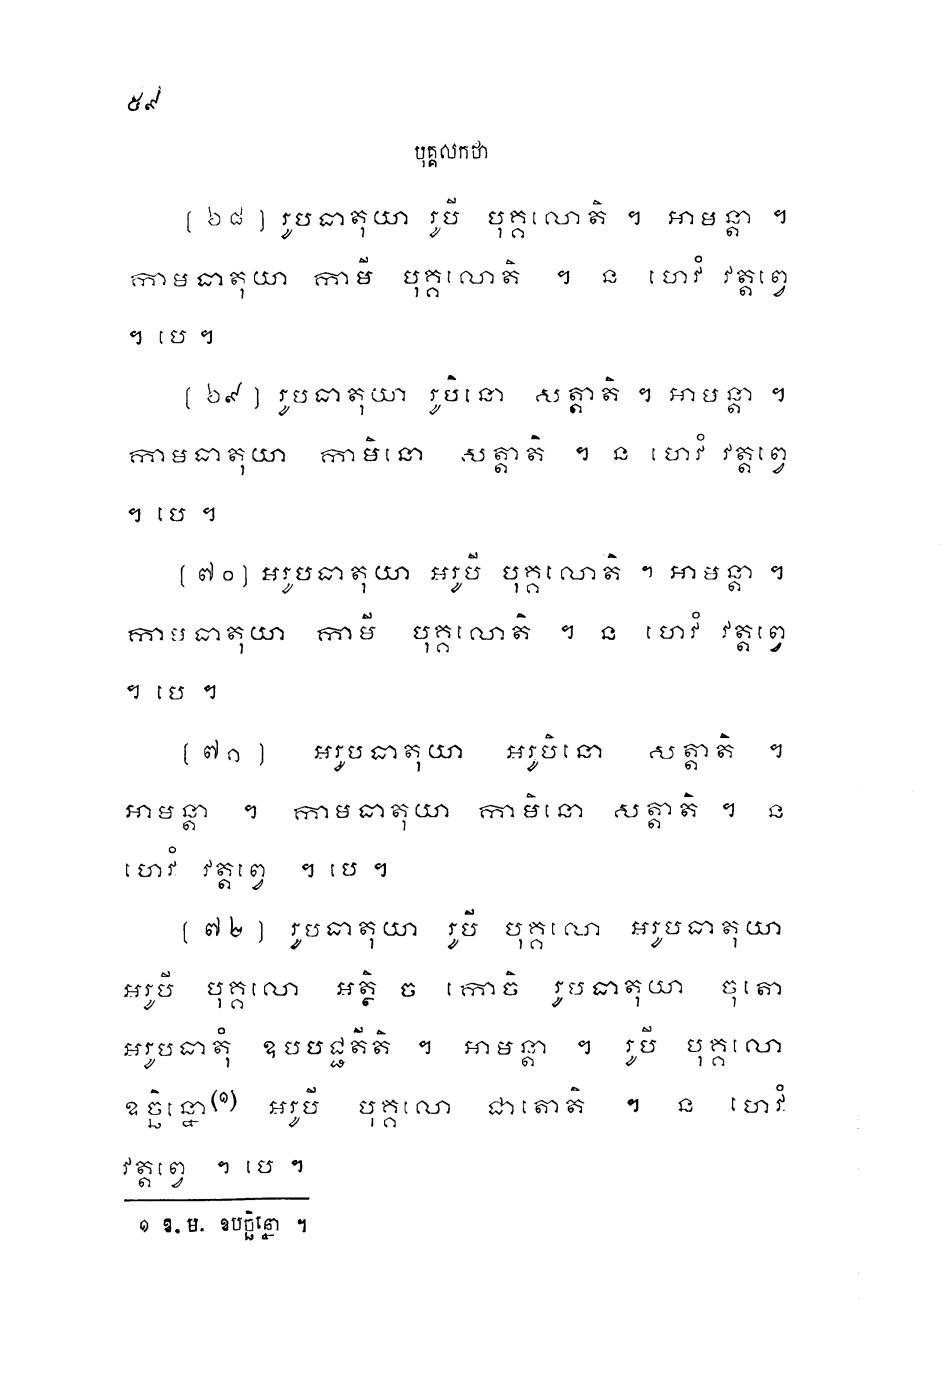 ៥៩
បុគ្គលកថា
(៦៨) រូបធាតុយា រូបី បុគ្គលោតិ ។ អាមន្តា ។
កាមធាតុយា កាមី បុគ្គលោតិ ។ ន ហេវំ វត្តព្វេ
។ បេ ។
(៦៩) រូបធាតុយា រូបិនោ សត្តាតិ ។ អាមន្តា ។
កាមធាតុយា កាមិនោ សត្តាតិ ។ ន ហេវំ វត្តព្វេ
។ បេ ។
(៧០) អរូបធាតុយា អរូបី បុគ្គលោតិ ។ អាមន្តា ។
កាមធាតុយា កាមី បុគ្គលោតិ ។ ន ហេវំ វត្តព្វេ
។ បេ ។
(៧១) អរូបធាតុយា អរូបិនោ សត្តាតិ ។
អាមន្តា ។ កាមធាតុយា កាមិនោ សត្តាតិ ។ ន
ហេវំ វត្តព្វេ ។ បេ ។
(៧២) រូបធាតុយា រូបី បុគ្គលោ អរូបធាតុយា
អរូបី បុគ្គលោ អត្ថិ ច កោចិ រូបធាតុយា ចុតោ
អរូបធាតុំ ឧបបជ្ជតីតិ ។ អាមន្តា ។ រូបី បុគ្គលោ
ឧច្ឆិន្នោ(១) អរូបី បុគ្គលោ ជាតោតិ ។ ន ហេវំ
វត្តព្វេ ។ បេ ។
១ ឱ. ម. ឧបច្ឆិន្នោ ។